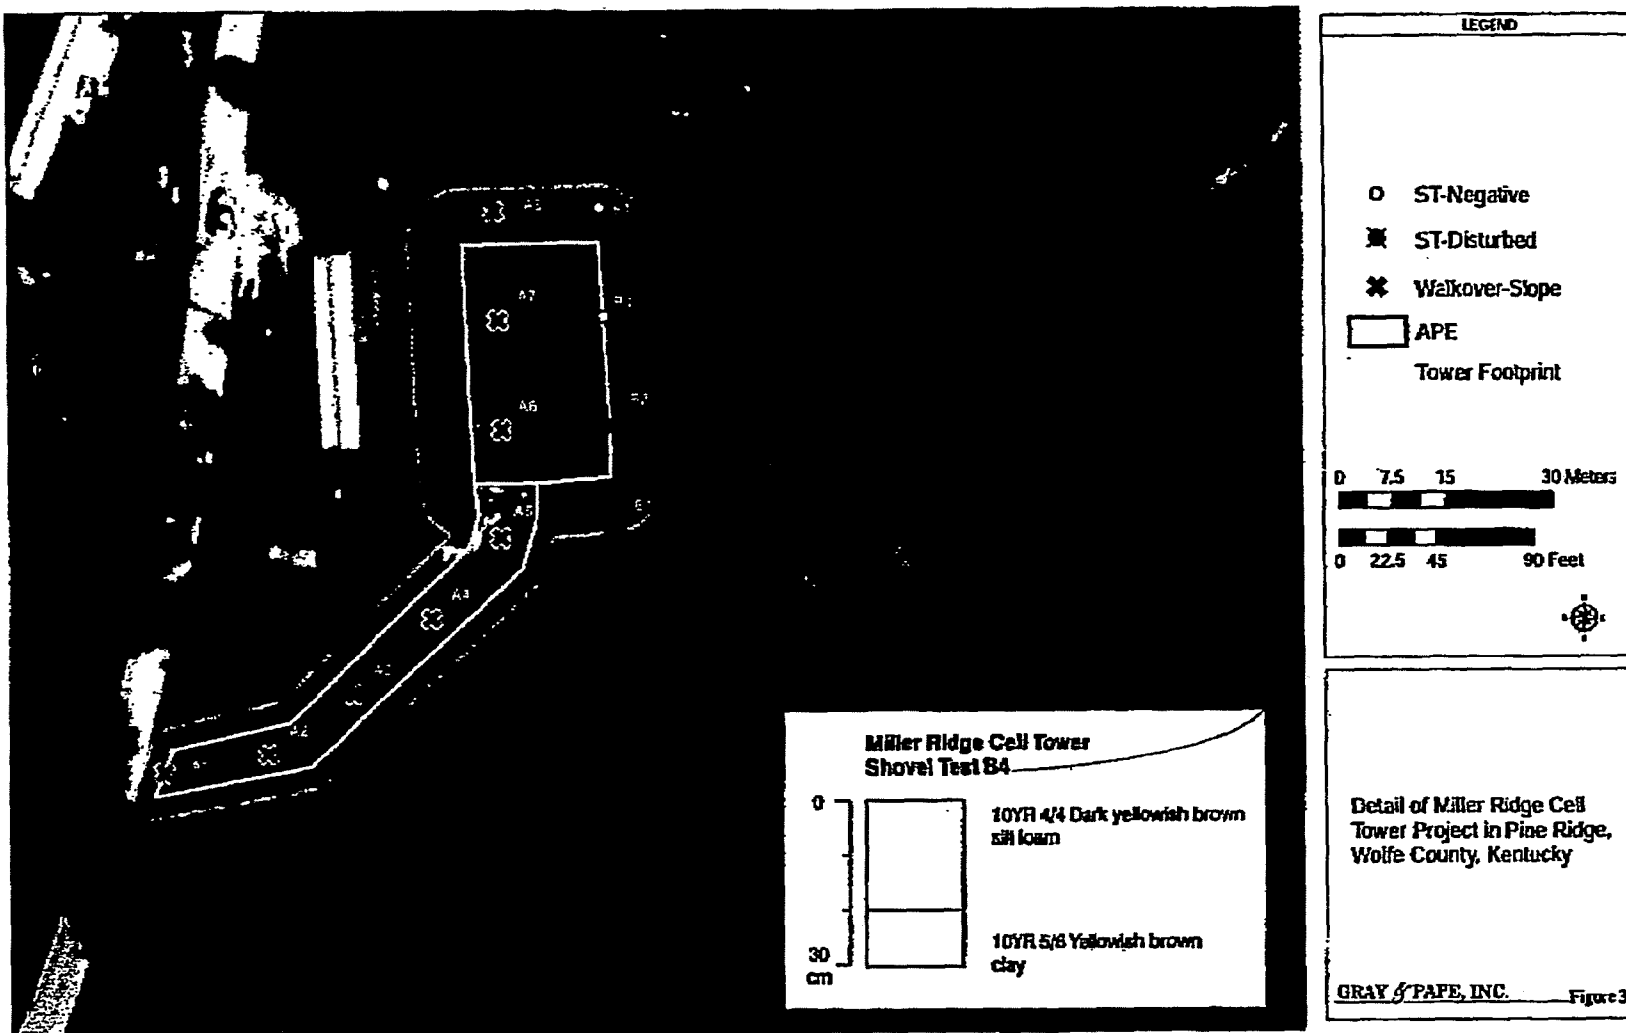 LEGEND
ST-Negative
ST-Disturbed
Walkover-Slope
APE
Tower Footprint
0 7.5 15 30 Meters
0 22.5 45 90 Feet
A7
A6
A5
A4
A2
Miller Ridge Cell Tower
Shovel Test B4
0
10YR 4/4 Dark yellowish brown
silt loam
10YR 5/6 Yellowish brown
clay
30
cm
Detail of Miller Ridge Cell
Tower Project in Pine Ridge,
Wolfe County, Kentucky
GRAY & PAPE, INC.
Figure 3